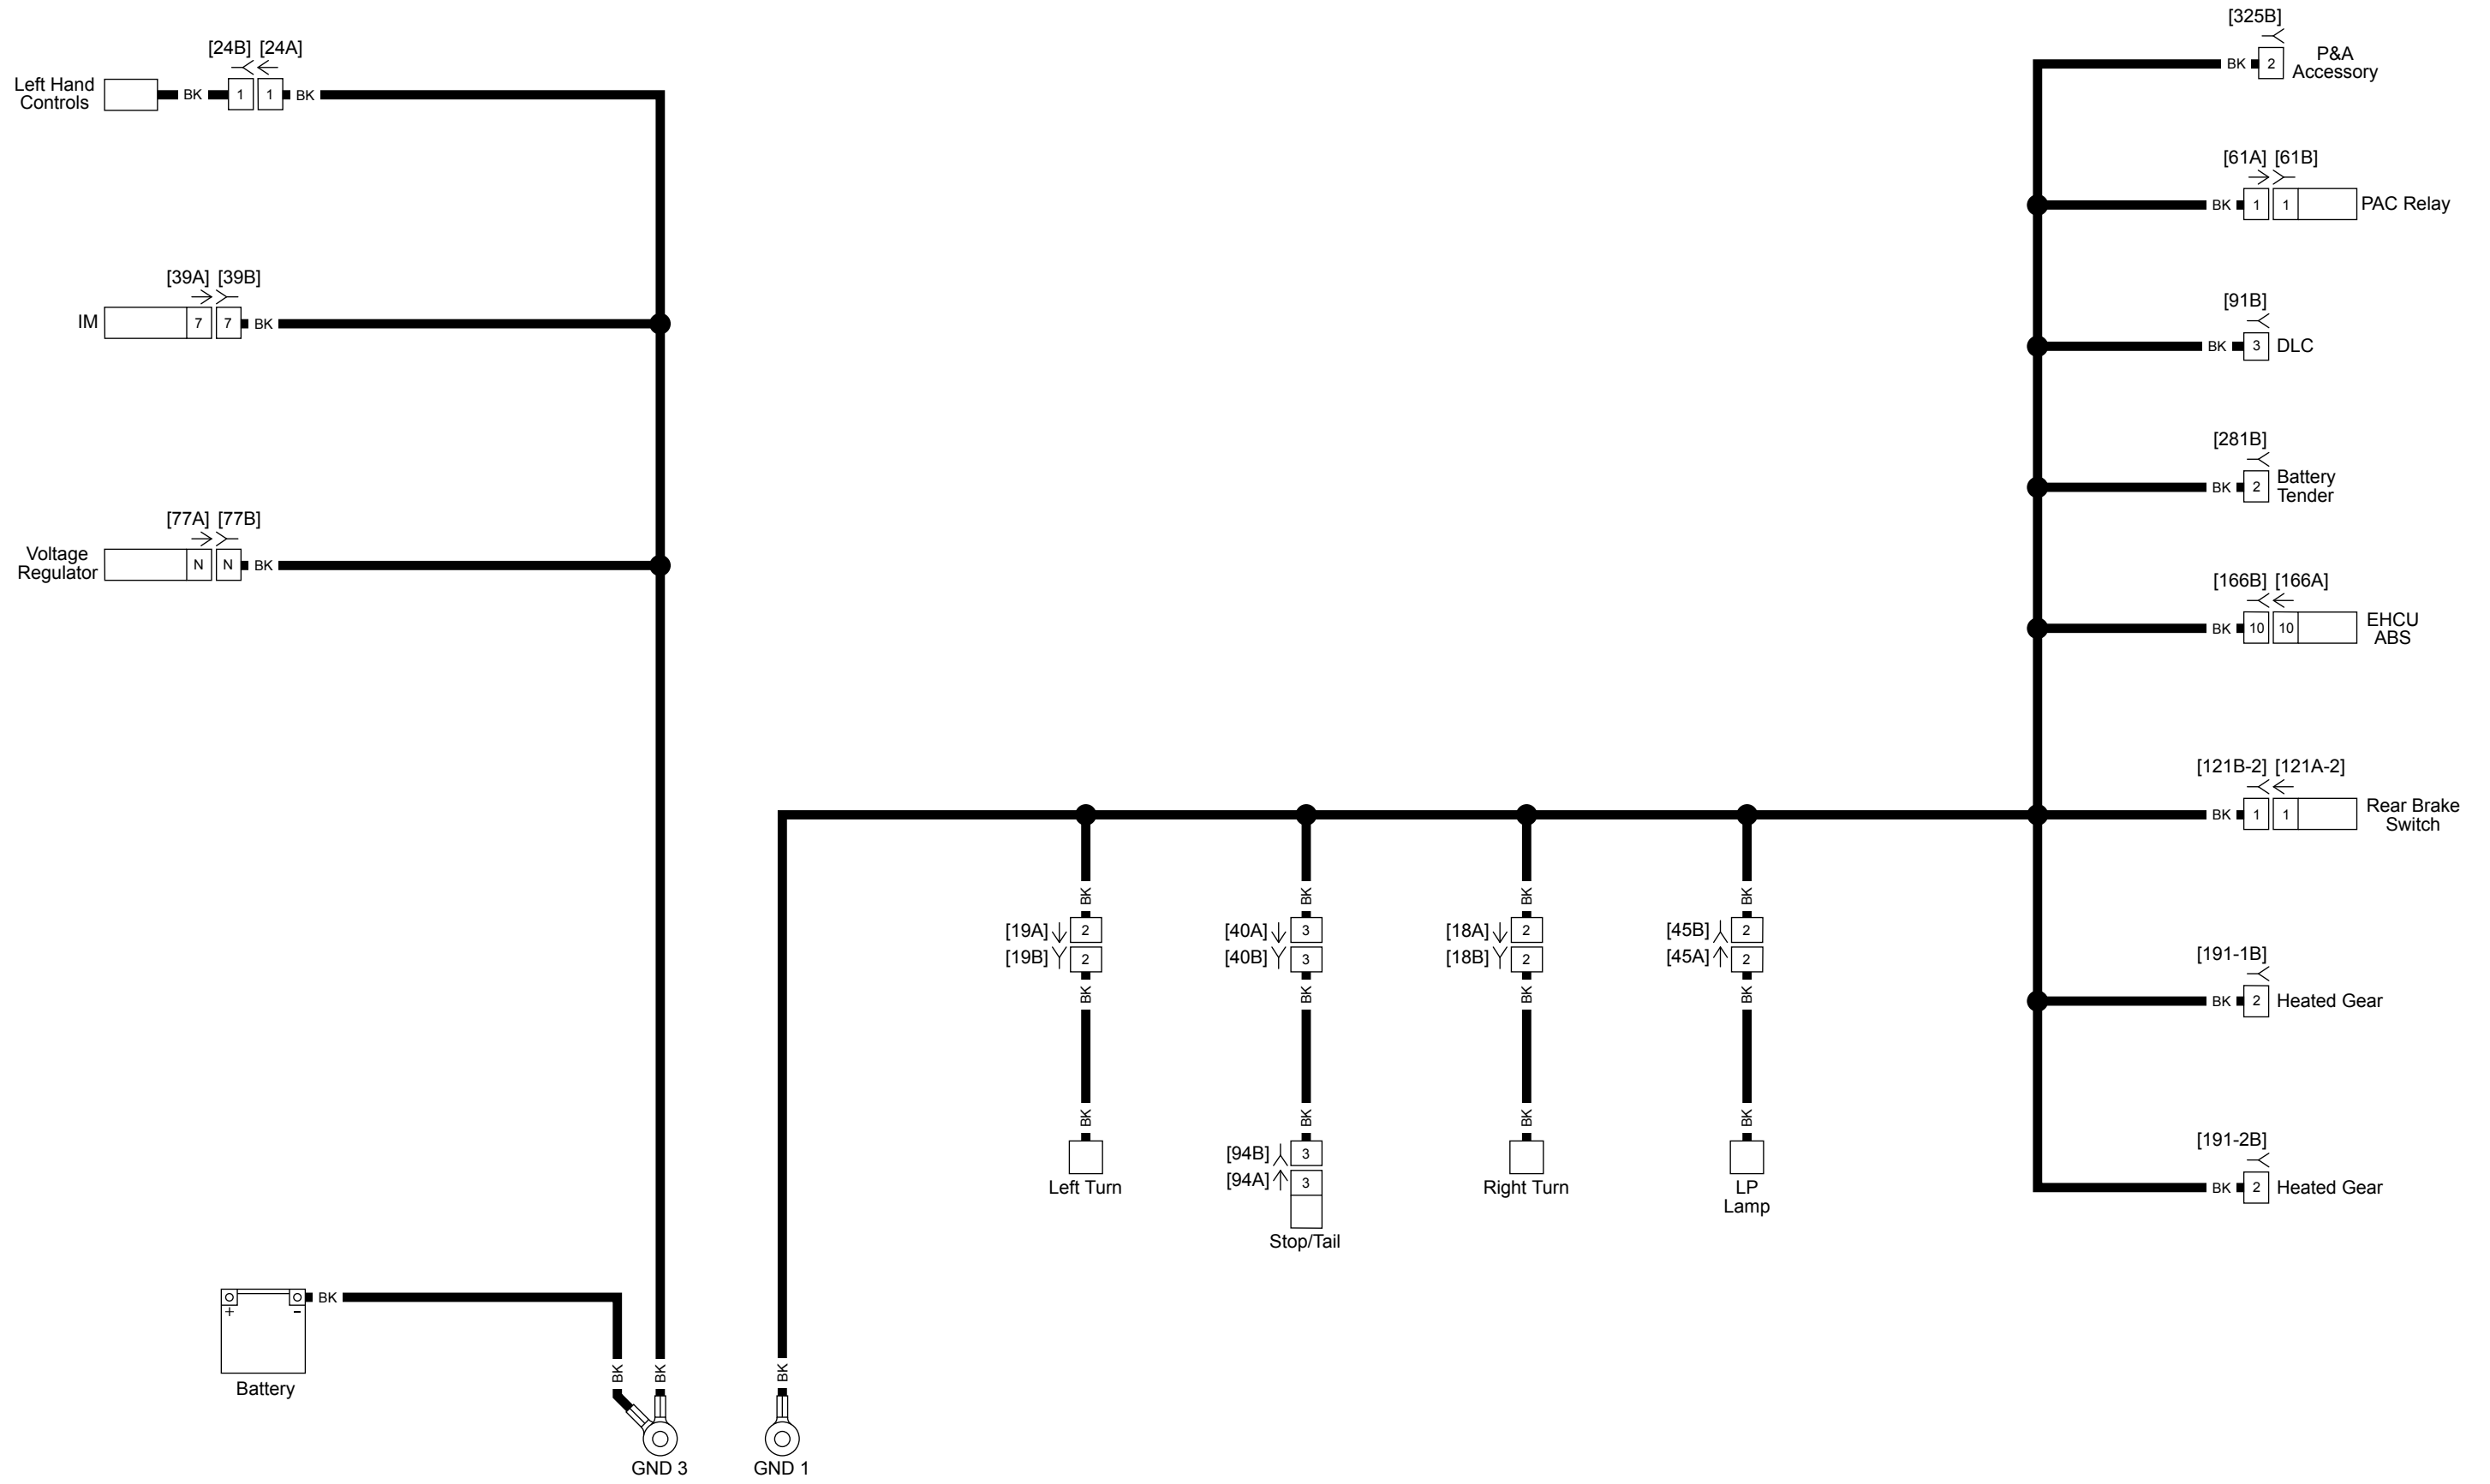 [325B]
BK 2 P&A
Accessory
[24B] [24A]
Left Hand
Controls
BK 1 1 BK
[61A] [61B]
BK 1 1 PAC Relay
[39A] [39B]
IM 7 7 BK
[91B]
BK 3 DLC
[281B]
BK 2 Battery
Tender
[77A] [77B]
Voltage
Regulator
N N BK
[166B] [166A]
BK 10 10 EHCU
ABS
[121B-2] [121A-2]
BK 1 1 Rear Brake
Switch
BK BK BK BK
[19A] 2 [40A] 3 [18A] 2 [45B] 2
[19B] 2 [40B] 3 [18B] 2 [45A] 2
BK BK BK BK
[191-1B]
BK 2 Heated Gear
BK BK BK BK
[94B] 3
[94A] 3
Left Turn
Right Turn
LP
Lamp
Stop/Tail
[191-2B]
BK 2 Heated Gear
BK
+ -
Battery
BK BK BK
GND 3 GND 1